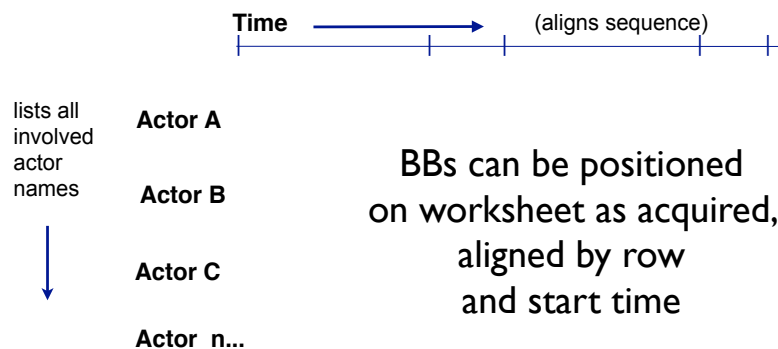 Time (aligns sequence)
lists all
involved
actor
names
Actor A
Actor B
Actor C
Actor n...
BBs can be positioned
on worksheet as acquired,
aligned by row
and start time